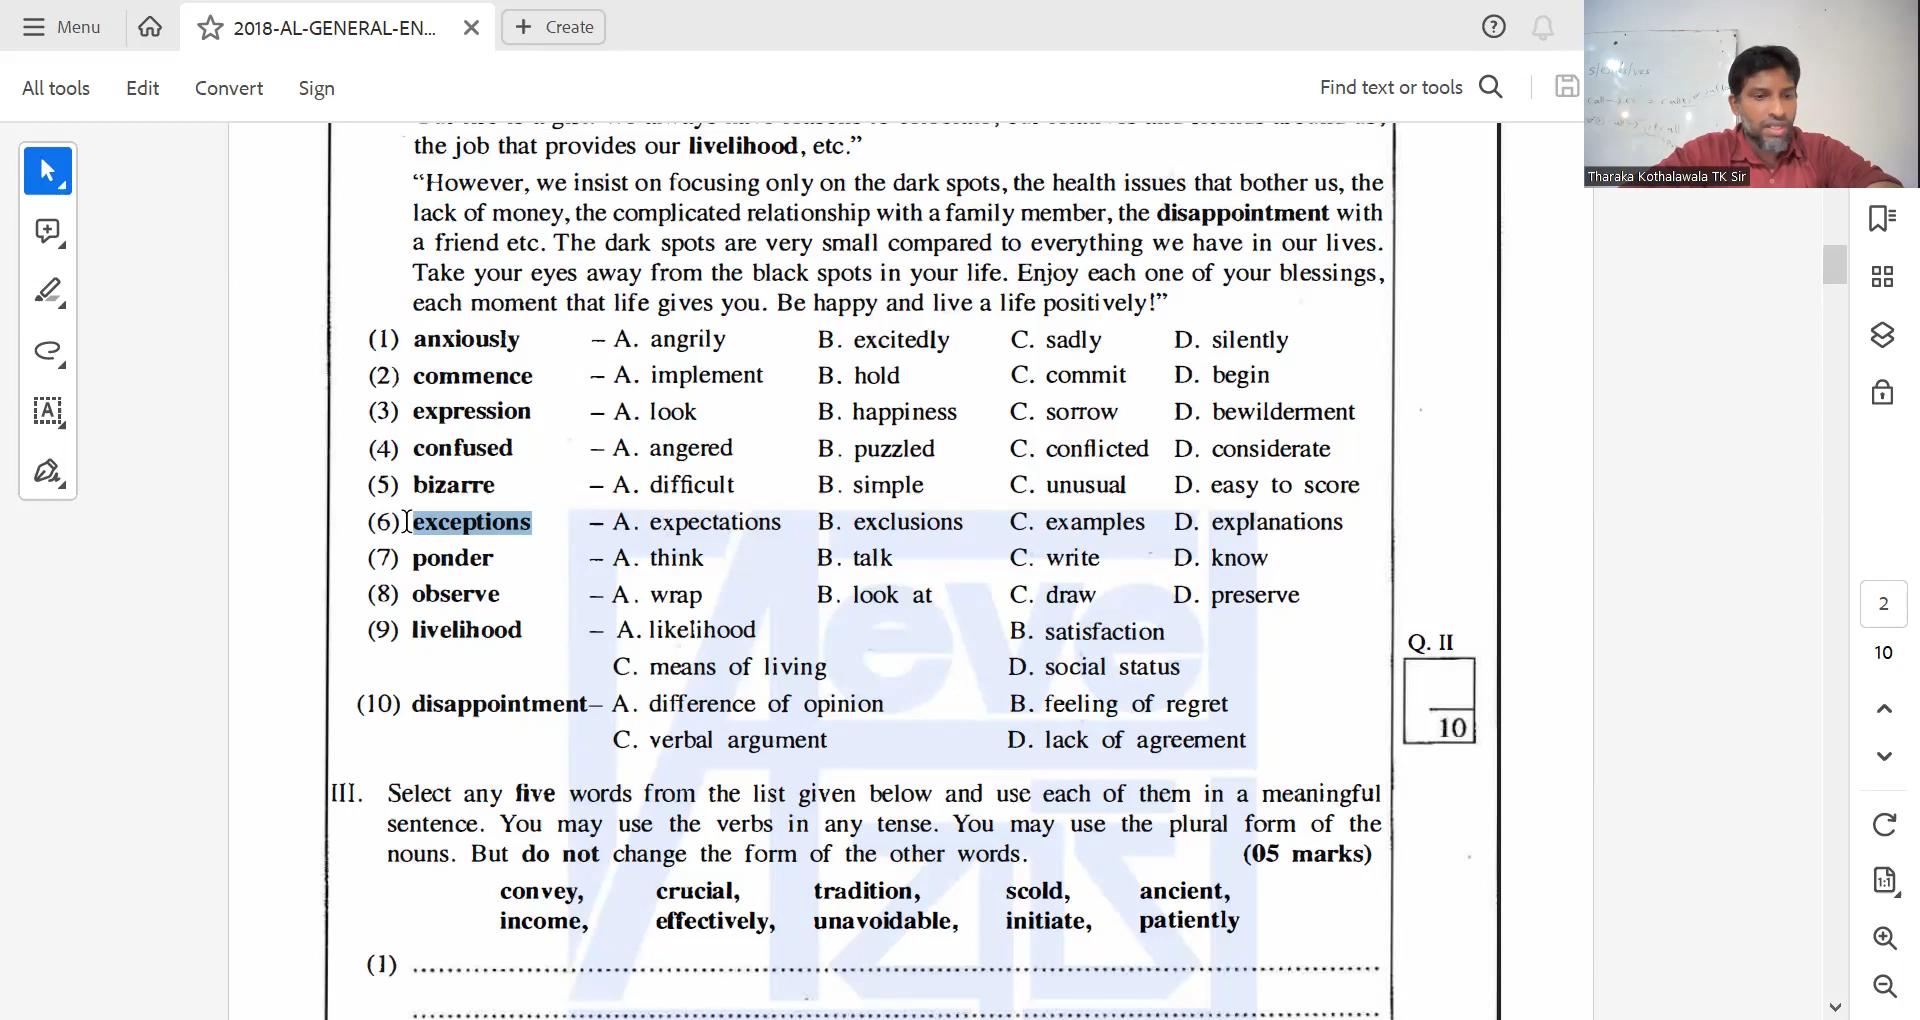 Menu
2018-AL-GENERAL-EN...
Create
All tools
Edit
Convert
Sign
Find text or tools
Tharaka Kothalawala TK Sir
the job that provides our livelihood, etc.”
“However, we insist on focusing only on the dark spots, the health issues that bother us, the
lack of money, the complicated relationship with a family member, the disappointment with
a friend etc. The dark spots are very small compared to everything we have in our lives.
Take your eyes away from the black spots in your life. Enjoy each one of your blessings,
each moment that life gives you. Be happy and live a life positively!”
(1) anxiously – A. angrily B. excitedly C. sadly D. silently
(2) commence – A. implement B. hold C. commit D. begin
(3) expression – A. look B. happiness C. sorrow D. bewilderment
(4) confused – A. angered B. puzzled C. conflicted D. considerate
(5) bizarre – A. difficult B. simple C. unusual D. easy to score
(6) exceptions – A. expectations B. exclusions C. examples D. explanations
(7) ponder – A. think B. talk C. write D. know
(8) observe – A. wrap B. look at C. draw D. preserve
(9) livelihood – A. likelihood B. satisfaction
C. means of living D. social status
(10) disappointment – A. difference of opinion B. feeling of regret
C. verbal argument D. lack of agreement
Q. II
10
III. Select any five words from the list given below and use each of them in a meaningful
sentence. You may use the verbs in any tense. You may use the plural form of the
nouns. But do not change the form of the other words. (05 marks)
convey, crucial, tradition, scold, ancient,
income, effectively, unavoidable, initiate, patiently
(1)
2
10
1:1